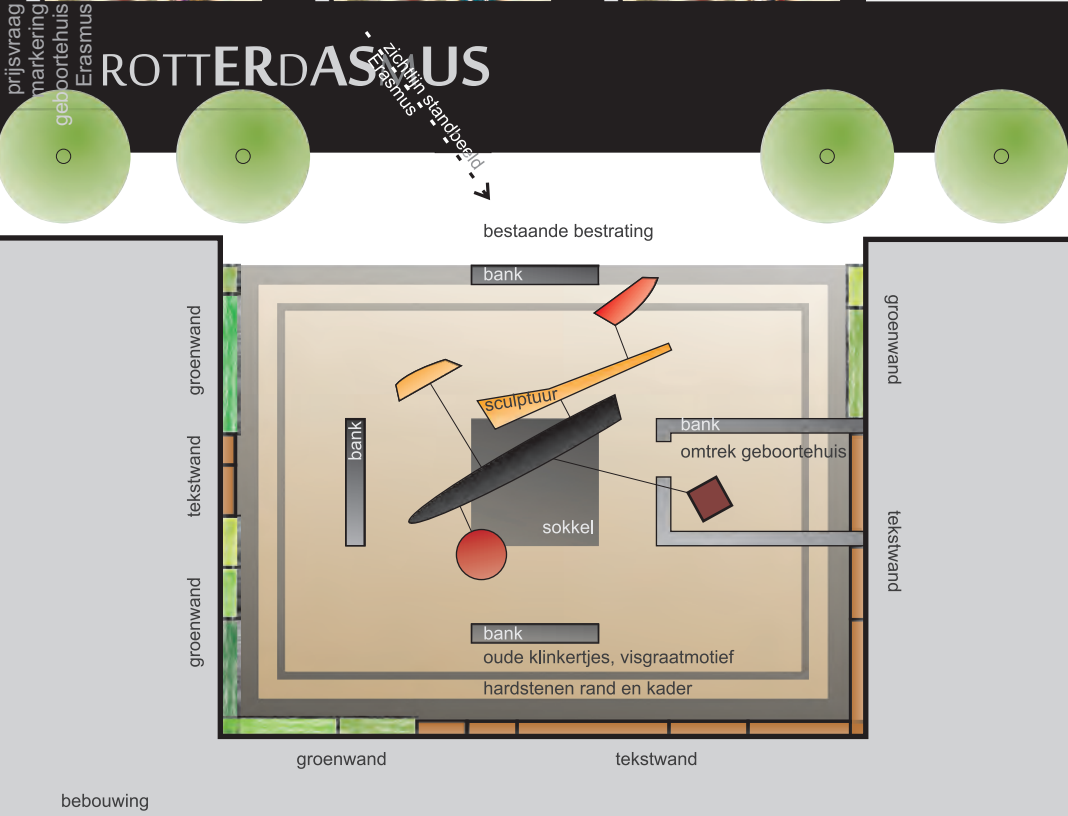 prijsvraag
markering
geboortehuis
Erasmus
ROTTERDASMUS
zichtlijn standbeeld
Erasmus
bestaande bestrating
bank
groenwand
groenwand
sculptuur
bank
bank
omtrek geboortehuis
tekstwand
sokkel
tekstwand
groenwand
bank
oude klinkertjes, visgraatmotief
hardstenen rand en kader
groenwand
tekstwand
bebouwing